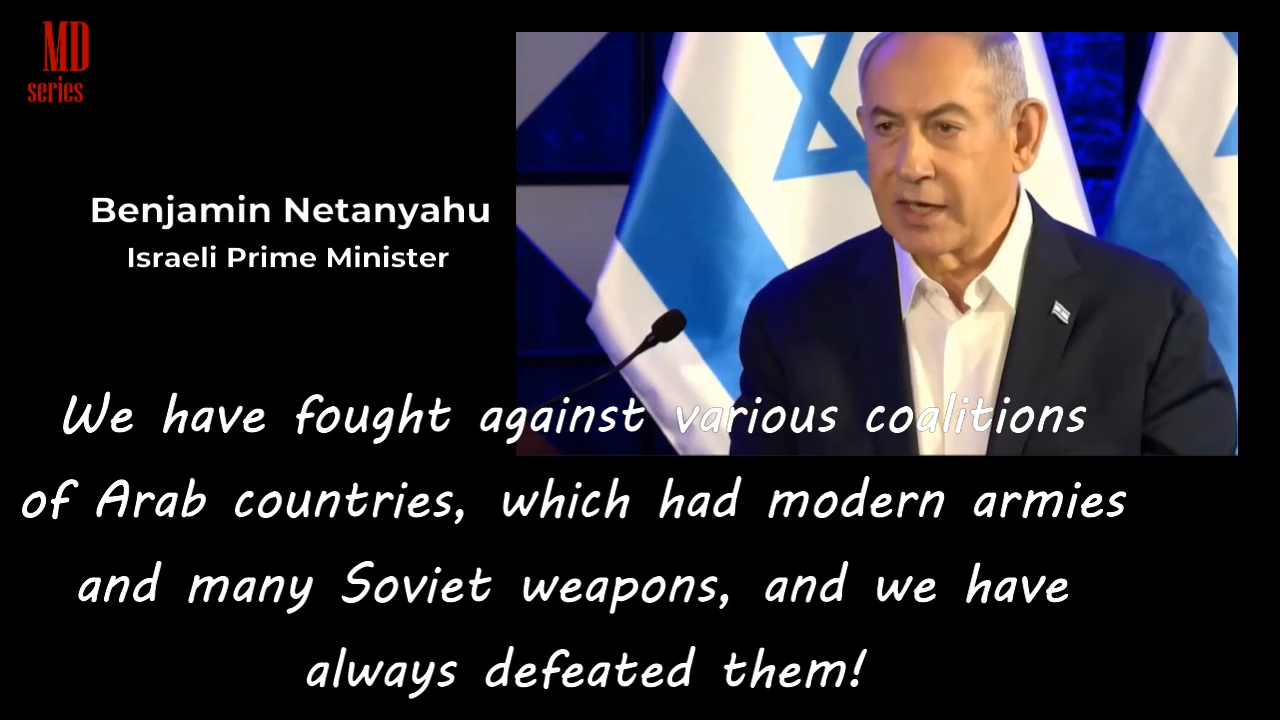 MD
series
Benjamin Netanyahu
Israeli Prime Minister
We have fought against various coalitions
of Arab countries, which had modern armies
and many Soviet weapons, and we have
always defeated them!